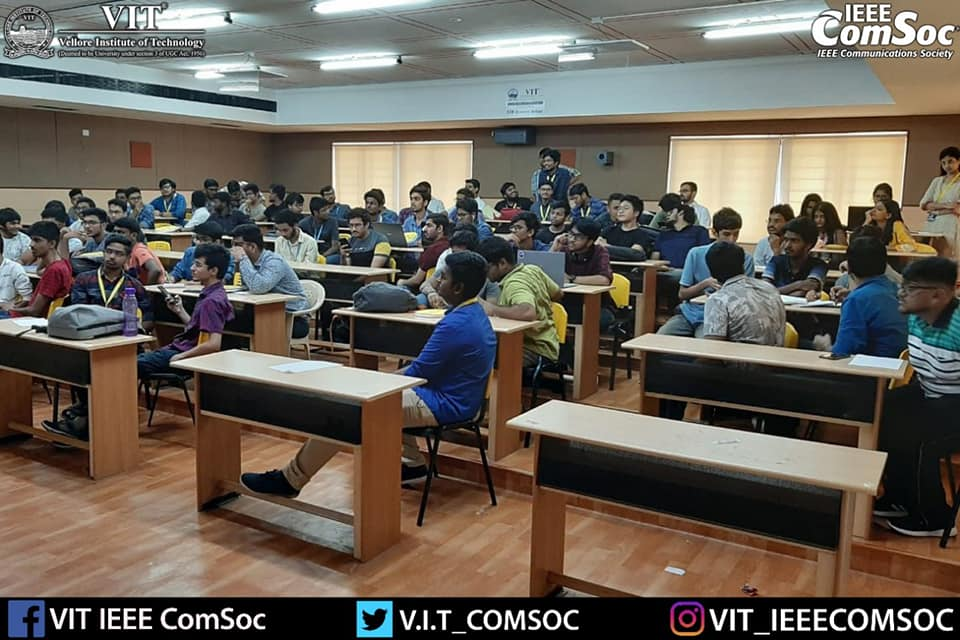 VIT®
Vellore Institute of Technology
(Deemed to be University under section 3 of UGC Act, 1956)
IEEE
ComSoc®
IEEE Communications Society
VIT
VIT IEEE ComSoc
V.I.T_COMSOC
VIT_IEEECOMSOC